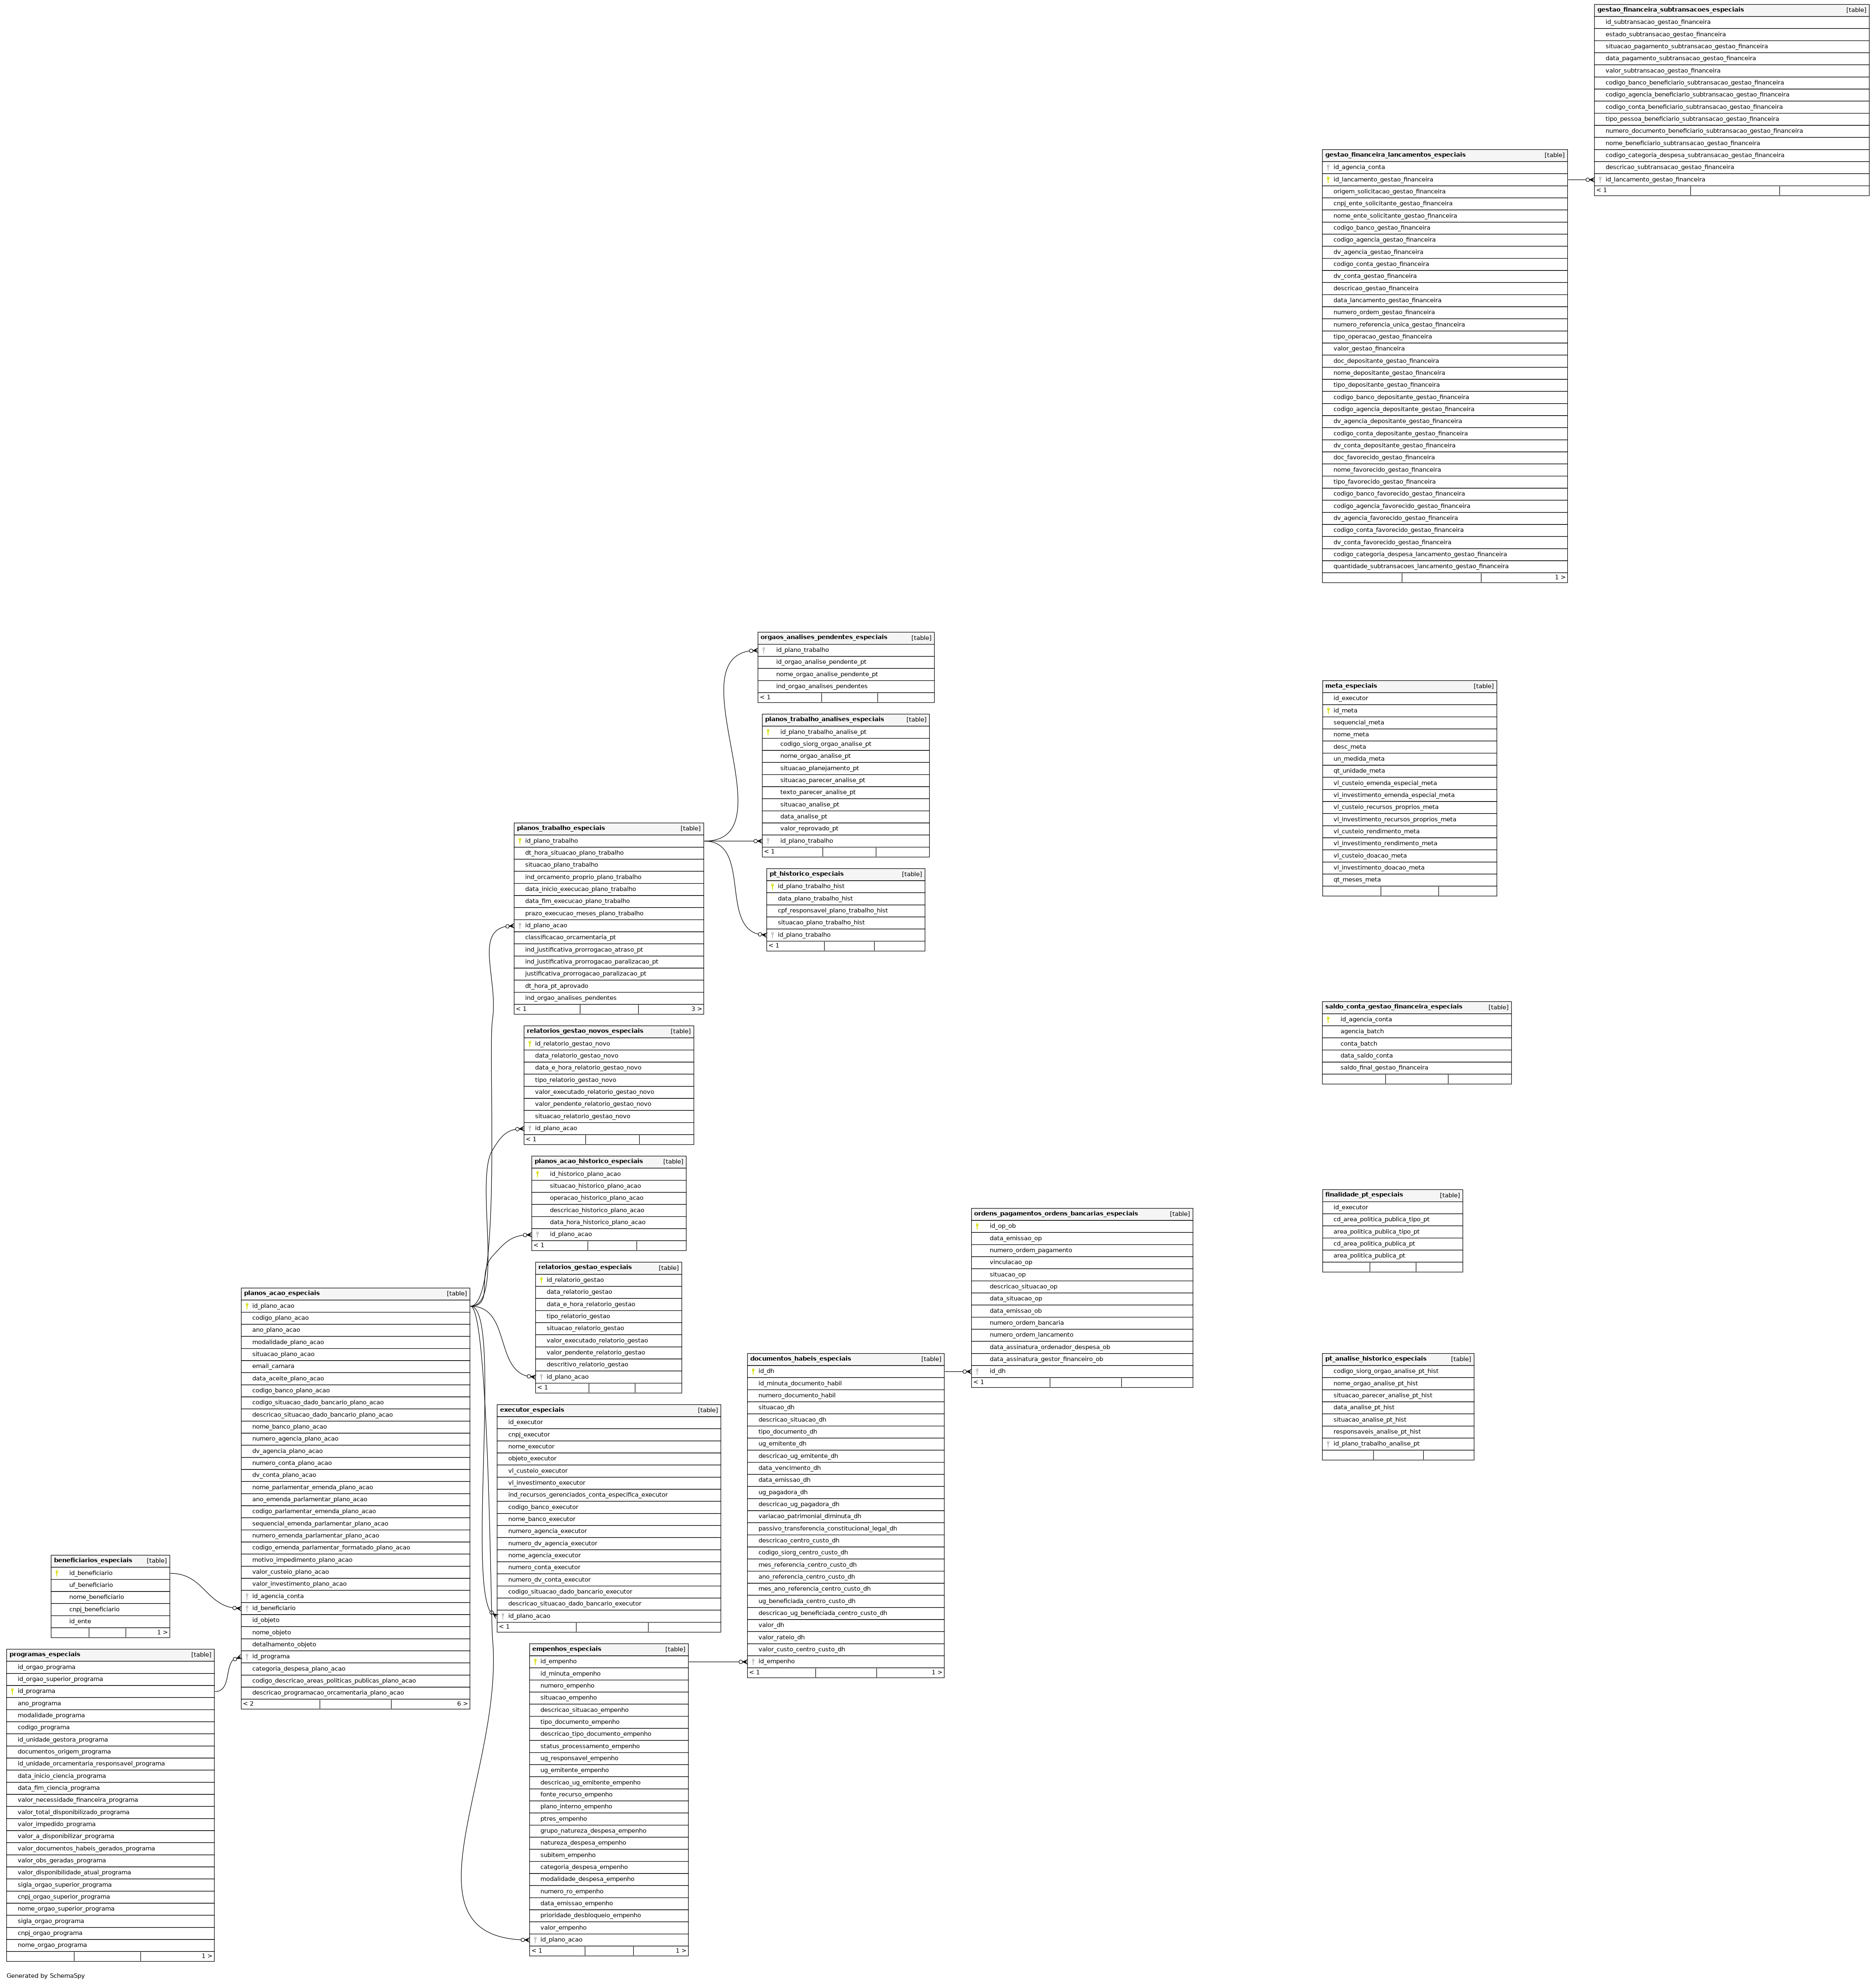 gestao_financeira_subtransacoes_especiais [table]
id_subtransacao_gestao_financeira
estado_subtransacao_gestao_financeira
situacao_pagamento_subtransacao_gestao_financeira
data_pagamento_subtransacao_gestao_financeira
valor_subtransacao_gestao_financeira
codigo_banco_beneficiario_subtransacao_gestao_financeira
codigo_agencia_beneficiario_subtransacao_gestao_financeira
codigo_conta_beneficiario_subtransacao_gestao_financeira
tipo_pessoa_beneficiario_subtransacao_gestao_financeira
numero_documento_beneficiario_subtransacao_gestao_financeira
nome_beneficiario_subtransacao_gestao_financeira
codigo_categoria_despesa_subtransacao_gestao_financeira
descricao_subtransacao_gestao_financeira
id_lancamento_gestao_financeira
< 1
gestao_financeira_lancamentos_especiais [table]
id_agencia_conta
id_lancamento_gestao_financeira
origem_solicitacao_gestao_financeira
cnpj_ente_solicitante_gestao_financeira
nome_ente_solicitante_gestao_financeira
codigo_banco_gestao_financeira
codigo_agencia_gestao_financeira
dv_agencia_gestao_financeira
codigo_conta_gestao_financeira
dv_conta_gestao_financeira
descricao_gestao_financeira
data_lancamento_gestao_financeira
numero_ordem_gestao_financeira
numero_referencia_unica_gestao_financeira
tipo_operacao_gestao_financeira
valor_gestao_financeira
doc_depositante_gestao_financeira
nome_depositante_gestao_financeira
tipo_depositante_gestao_financeira
codigo_banco_depositante_gestao_financeira
codigo_agencia_depositante_gestao_financeira
dv_agencia_depositante_gestao_financeira
codigo_conta_depositante_gestao_financeira
dv_conta_depositante_gestao_financeira
doc_favorecido_gestao_financeira
nome_favorecido_gestao_financeira
tipo_favorecido_gestao_financeira
codigo_banco_favorecido_gestao_financeira
codigo_agencia_favorecido_gestao_financeira
dv_agencia_favorecido_gestao_financeira
codigo_conta_favorecido_gestao_financeira
dv_conta_favorecido_gestao_financeira
codigo_categoria_despesa_lancamento_gestao_financeira
quantidade_subtransacoes_lancamento_gestao_financeira
1 >
orgaos_analises_pendentes_especiais [table]
id_plano_trabalho
id_orgao_analise_pendente_pt
nome_orgao_analise_pendente_pt
ind_orgao_analises_pendentes
< 1
planos_trabalho_analises_especiais [table]
id_plano_trabalho_analise_pt
codigo_siorg_orgao_analise_pt
nome_orgao_analise_pt
situacao_planejamento_pt
situacao_parecer_analise_pt
texto_parecer_analise_pt
situacao_analise_pt
data_analise_pt
valor_reprovado_pt
id_plano_trabalho
< 1
pt_historico_especiais [table]
id_plano_trabalho_hist
data_plano_trabalho_hist
cpf_responsavel_plano_trabalho_hist
situacao_plano_trabalho_hist
id_plano_trabalho
< 1
meta_especiais [table]
id_executor
id_meta
sequencial_meta
nome_meta
desc_meta
un_medida_meta
qt_unidade_meta
vl_custeio_emenda_especial_meta
vl_investimento_emenda_especial_meta
vl_custeio_recursos_proprios_meta
vl_investimento_recursos_proprios_meta
vl_custeio_rendimento_meta
vl_investimento_rendimento_meta
vl_custeio_doacao_meta
vl_investimento_doacao_meta
qt_meses_meta
planos_trabalho_especiais [table]
id_plano_trabalho
dt_hora_situacao_plano_trabalho
situacao_plano_trabalho
ind_orcamento_proprio_plano_trabalho
data_inicio_execucao_plano_trabalho
data_fim_execucao_plano_trabalho
prazo_execucao_meses_plano_trabalho
id_plano_acao
classificacao_orcamentaria_pt
ind_justificativa_prorrogacao_atraso_pt
ind_justificativa_prorrogacao_paralizacao_pt
justificativa_prorrogacao_paralizacao_pt
dt_hora_pt_aprovado
ind_orgao_analises_pendentes
< 1 3 >
relatorios_gestao_novos_especiais [table]
id_relatorio_gestao_novo
data_relatorio_gestao_novo
data_e_hora_relatorio_gestao_novo
tipo_relatorio_gestao_novo
valor_executado_relatorio_gestao_novo
valor_pendente_relatorio_gestao_novo
situacao_relatorio_gestao_novo
id_plano_acao
< 1
saldo_conta_gestao_financeira_especiais [table]
id_agencia_conta
agencia_batch
conta_batch
data_saldo_conta
saldo_final_gestao_financeira
planos_acao_historico_especiais [table]
id_historico_plano_acao
situacao_historico_plano_acao
operacao_historico_plano_acao
descricao_historico_plano_acao
data_hora_historico_plano_acao
id_plano_acao
< 1
relatorios_gestao_especiais [table]
id_relatorio_gestao
data_relatorio_gestao
data_e_hora_relatorio_gestao
tipo_relatorio_gestao
situacao_relatorio_gestao
valor_executado_relatorio_gestao
valor_pendente_relatorio_gestao
descritivo_relatorio_gestao
id_plano_acao
< 1
ordens_pagamentos_ordens_bancarias_especiais [table]
id_op_ob
data_emissao_op
numero_ordem_pagamento
vinculacao_op
situacao_op
descricao_situacao_op
data_situacao_op
data_emissao_ob
numero_ordem_bancaria
numero_ordem_lancamento
data_assinatura_ordenador_despesa_ob
data_assinatura_gestor_financeiro_ob
id_dh
< 1
finalidade_pt_especiais [table]
id_executor
cd_area_politica_publica_tipo_pt
area_politica_publica_tipo_pt
cd_area_politica_publica_pt
area_politica_publica_pt
planos_acao_especiais [table]
id_plano_acao
codigo_plano_acao
ano_plano_acao
modalidade_plano_acao
situacao_plano_acao
email_camara
data_aceite_plano_acao
codigo_banco_plano_acao
codigo_situacao_dado_bancario_plano_acao
descricao_situacao_dado_bancario_plano_acao
nome_banco_plano_acao
numero_agencia_plano_acao
dv_agencia_plano_acao
numero_conta_plano_acao
dv_conta_plano_acao
nome_parlamentar_emenda_plano_acao
ano_emenda_parlamentar_plano_acao
codigo_parlamentar_emenda_plano_acao
sequencial_emenda_parlamentar_plano_acao
numero_emenda_parlamentar_plano_acao
codigo_emenda_parlamentar_formatado_plano_acao
motivo_impedimento_plano_acao
valor_custeio_plano_acao
valor_investimento_plano_acao
id_agencia_conta
id_beneficiario
id_objeto
nome_objeto
detalhamento_objeto
id_programa
categoria_despesa_plano_acao
codigo_descricao_areas_politicas_publicas_plano_acao
descricao_programacao_orcamentaria_plano_acao
< 2 6 >
documentos_habeis_especiais [table]
id_dh
id_minuta_documento_habil
numero_documento_habil
situacao_dh
descricao_situacao_dh
tipo_documento_dh
ug_emitente_dh
descricao_ug_emitente_dh
data_vencimento_dh
data_emissao_dh
ug_pagadora_dh
descricao_ug_pagadora_dh
variacao_patrimonial_diminuta_dh
passivo_transferencia_constitucional_legal_dh
descricao_centro_custo_dh
codigo_siorg_centro_custo_dh
mes_referencia_centro_custo_dh
ano_referencia_centro_custo_dh
mes_ano_referencia_centro_custo_dh
ug_beneficiada_centro_custo_dh
descricao_ug_beneficiada_centro_custo_dh
valor_dh
valor_rateio_dh
valor_custo_centro_custo_dh
id_empenho
< 1 1 >
pt_analise_historico_especiais [table]
codigo_siorg_orgao_analise_pt_hist
nome_orgao_analise_pt_hist
situacao_parecer_analise_pt_hist
data_analise_pt_hist
situacao_analise_pt_hist
responsaveis_analise_pt_hist
id_plano_trabalho_analise_pt
executor_especiais [table]
id_executor
cnpj_executor
nome_executor
objeto_executor
vl_custeio_executor
vl_investimento_executor
ind_recursos_gerenciados_conta_especifica_executor
codigo_banco_executor
nome_banco_executor
numero_agencia_executor
numero_dv_agencia_executor
nome_agencia_executor
numero_conta_executor
numero_dv_conta_executor
codigo_situacao_dado_bancario_executor
descricao_situacao_dado_bancario_executor
id_plano_acao
< 1
beneficiarios_especiais [table]
id_beneficiario
uf_beneficiario
nome_beneficiario
cnpj_beneficiario
id_ente
1 >
empenhos_especiais [table]
id_empenho
id_minuta_empenho
numero_empenho
situacao_empenho
descricao_situacao_empenho
tipo_documento_empenho
descricao_tipo_documento_empenho
status_processamento_empenho
ug_responsavel_empenho
ug_emitente_empenho
descricao_ug_emitente_empenho
fonte_recurso_empenho
plano_interno_empenho
ptres_empenho
grupo_natureza_despesa_empenho
natureza_despesa_empenho
subitem_empenho
categoria_despesa_empenho
modalidade_despesa_empenho
numero_ro_empenho
data_emissao_empenho
prioridade_desbloqueio_empenho
valor_empenho
id_plano_acao
< 1 1 >
programas_especiais [table]
id_orgao_programa
id_orgao_superior_programa
id_programa
ano_programa
modalidade_programa
codigo_programa
id_unidade_gestora_programa
documentos_origem_programa
id_unidade_orcamentaria_responsavel_programa
data_inicio_ciencia_programa
data_fim_ciencia_programa
valor_necessidade_financeira_programa
valor_total_disponibilizado_programa
valor_impedido_programa
valor_a_disponibilizar_programa
valor_documentos_habeis_gerados_programa
valor_obs_geradas_programa
valor_disponibilidade_atual_programa
sigla_orgao_superior_programa
cnpj_orgao_superior_programa
nome_orgao_superior_programa
sigla_orgao_programa
cnpj_orgao_programa
nome_orgao_programa
1 >
Generated by SchemaSpy